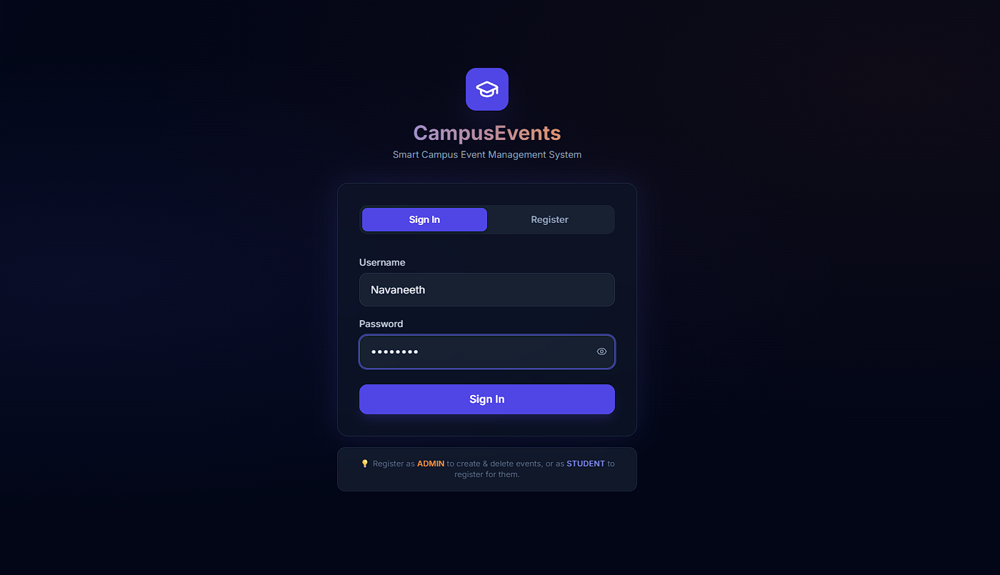 CampusEvents
Smart Campus Event Management System
Sign In
Register
Username
Navaneeth
Password
••••••••
Sign In
💡 Register as ADMIN to create & delete events, or as STUDENT to
register for them.